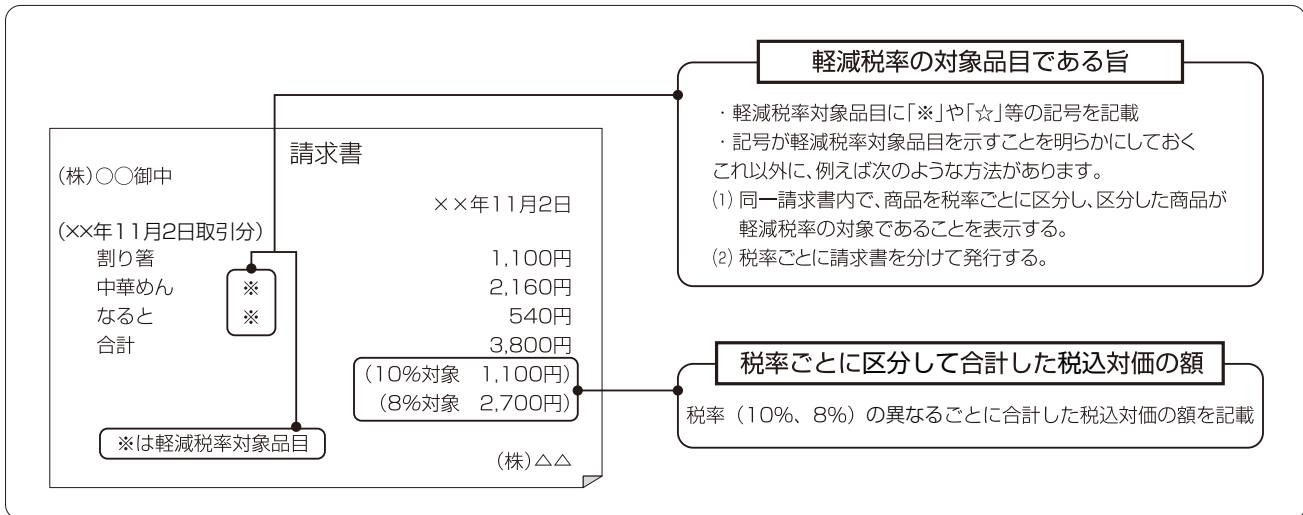 軽減税率の対象品目である旨
・軽減税率対象品目に「※」や「☆」等の記号を記載
・記号が軽減税率対象品目を示すことを明らかにしておく
これ以外に、例えば次のような方法があります。
⑴ 同一請求書内で、商品を税率ごとに区分し、区分した商品が
軽減税率の対象であることを表示する。
⑵ 税率ごとに請求書を分けて発行する。
請求書
(株)○○御中
××年11月2日
(××年11月2日取引分)
割り箸 1,100円
中華めん ※ 2,160円
なると ※ 540円
合計 3,800円
(10%対象 1,100円)
(8%対象 2,700円)
※は軽減税率対象品目
(株)△△
税率ごとに区分して合計した税込対価の額
税率（10%、8%）の異なるごとに合計した税込対価の額を記載